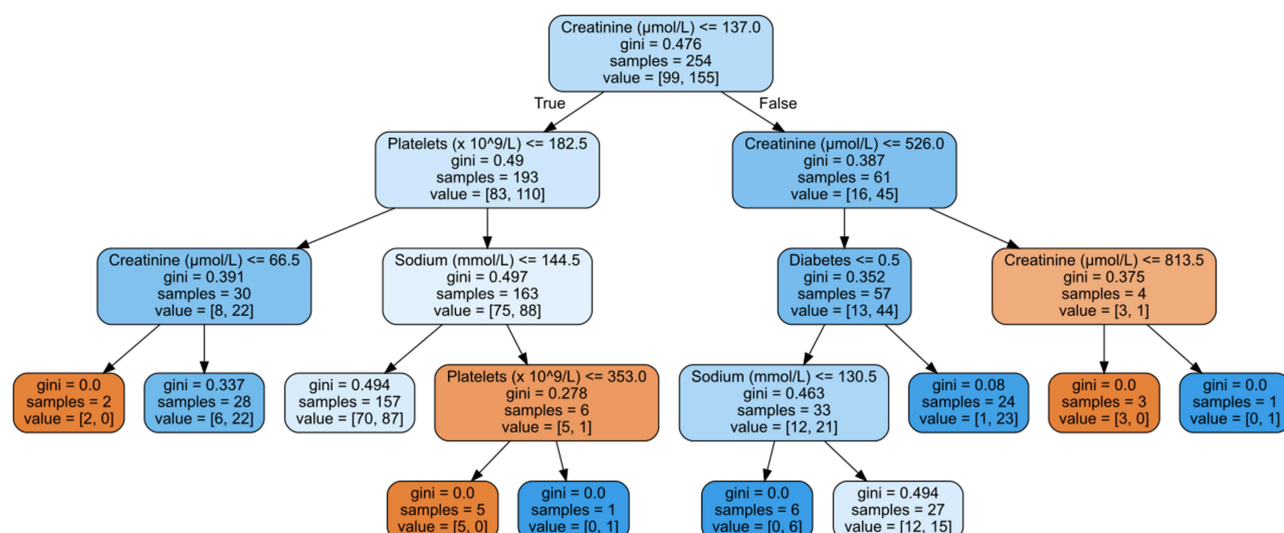 Creatinine (µmol/L) <= 137.0
gini = 0.476
samples = 254
value = [99, 155]
True
False
Platelets (x 10^9/L) <= 182.5
gini = 0.49
samples = 193
value = [83, 110]
Creatinine (µmol/L) <= 526.0
gini = 0.387
samples = 61
value = [16, 45]
Creatinine (µmol/L) <= 66.5
gini = 0.391
samples = 30
value = [8, 22]
Sodium (mmol/L) <= 144.5
gini = 0.497
samples = 163
value = [75, 88]
Diabetes <= 0.5
gini = 0.352
samples = 57
value = [13, 44]
Creatinine (µmol/L) <= 813.5
gini = 0.375
samples = 4
value = [3, 1]
gini = 0.0
samples = 2
value = [2, 0]
gini = 0.337
samples = 28
value = [6, 22]
gini = 0.494
samples = 157
value = [70, 87]
Platelets (x 10^9/L) <= 353.0
gini = 0.278
samples = 6
value = [5, 1]
Sodium (mmol/L) <= 130.5
gini = 0.463
samples = 33
value = [12, 21]
gini = 0.08
samples = 24
value = [1, 23]
gini = 0.0
samples = 3
value = [3, 0]
gini = 0.0
samples = 1
value = [0, 1]
gini = 0.0
samples = 5
value = [5, 0]
gini = 0.0
samples = 1
value = [0, 1]
gini = 0.0
samples = 6
value = [0, 6]
gini = 0.494
samples = 27
value = [12, 15]